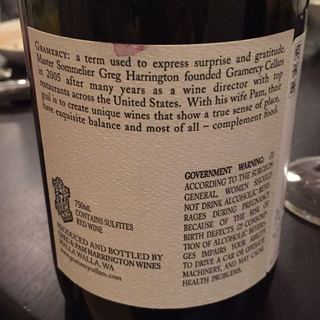 GRAMERCY: a term used to express surprise and gratitude.
Master Sommelier Greg Harrington founded Gramercy Cellars
in 2005 after many years as a wine director with top
restaurants across the United States. With his wife Pam, their
goal is to create unique wines that show a true sense of place,
have exquisite balance and most of all – complement food.
750ML
CONTAINS SULFITES
RED WINE
PRODUCED AND BOTTLED BY
GREG & PAM HARRINGTON WINES
WALLA WALLA, WA
gramercycellars.com
GOVERNMENT WARNING: (1)
ACCORDING TO THE SURGEON
GENERAL, WOMEN SHOULD
NOT DRINK ALCOHOLIC BEVE
RAGES DURING PREGNANCY
BECAUSE OF THE RISK OF
BIRTH DEFECTS. (2) CONSUMP
TION OF ALCOHOLIC BEVERA
GES IMPAIRS YOUR ABILITY
TO DRIVE A CAR OR OPERATE
MACHINERY, AND MAY CAUSE
HEALTH PROBLEMS.